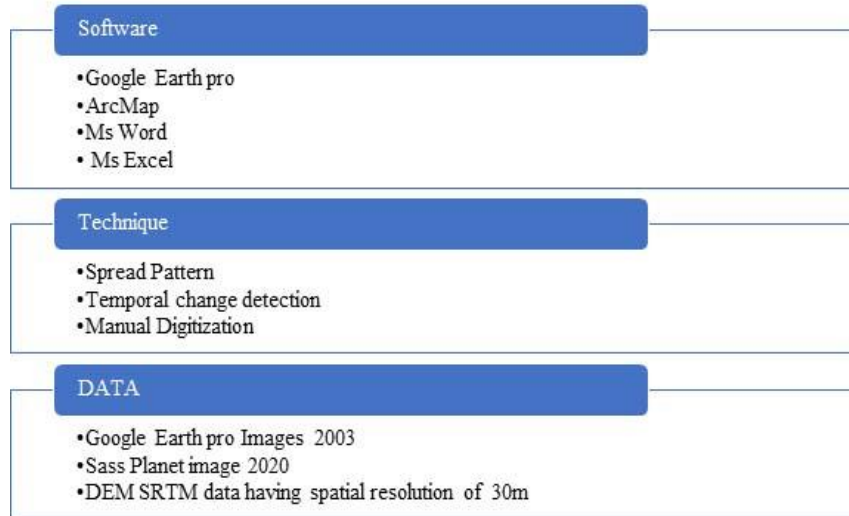 Software
•Google Earth pro
•ArcMap
•Ms Word
• Ms Excel
Technique
•Spread Pattern
•Temporal change detection
•Manual Digitization
DATA
•Google Earth pro Images 2003
•Sass Planet image 2020
•DEM SRTM data having spatial resolution of 30m